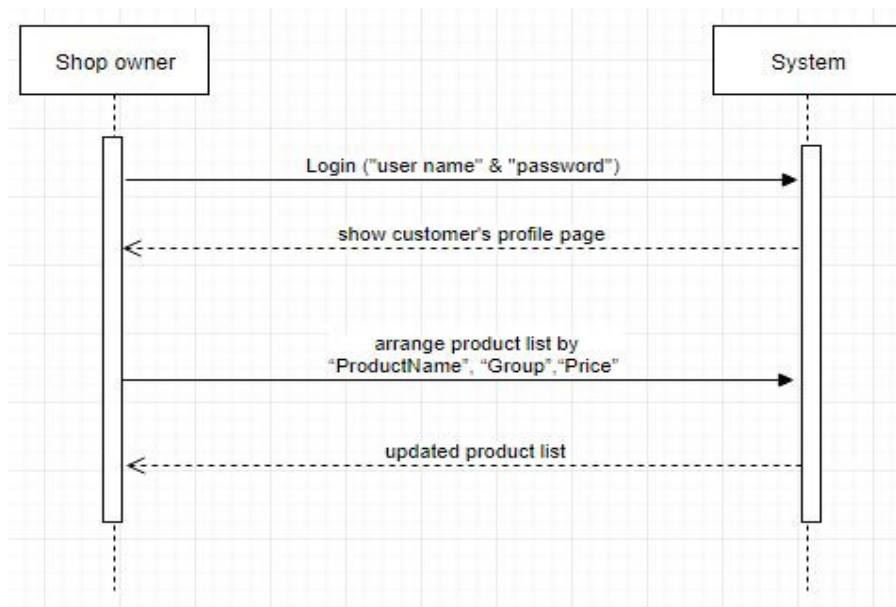 Shop owner
System
Login ("user name" & "password")
show customer's profile page
arrange product list by
“ProductName”, “Group”,“Price”
updated product list